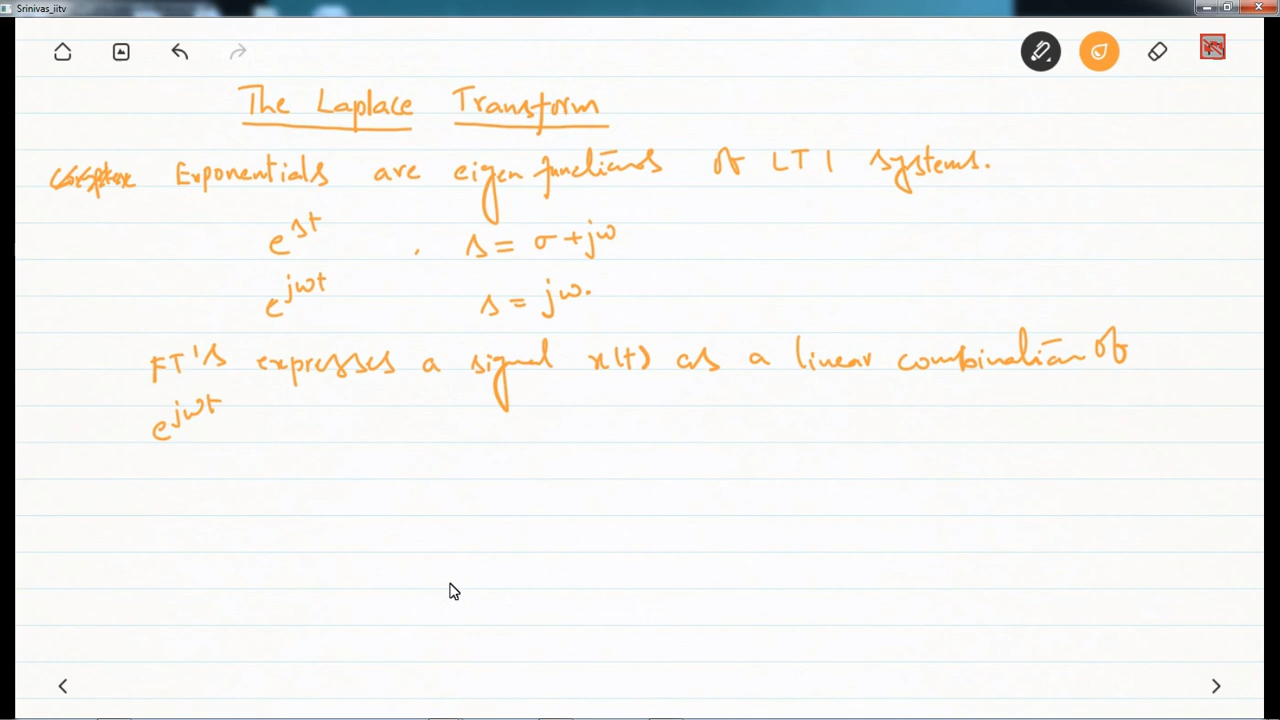 Srinivas_iitv
The Laplace Transform
Exponentials are eigen functions of LTI systems.
e^{st} . s = σ + jω
e^{jωt} s = jω.
FT's expresses a signal x(t) as a linear combination of
e^{jωt}